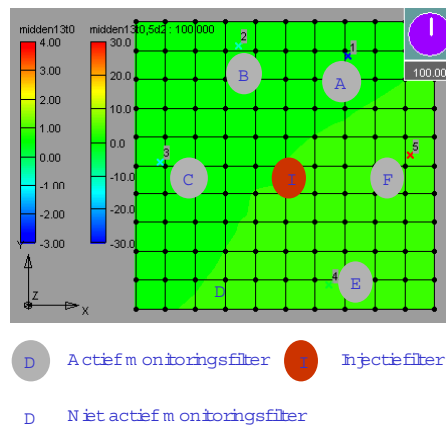 midden13t0 midden13t0,5d2 : 100.000
4.00 30.0
3.00 20.0
2.00 10.0
1.00 0.0
0.00 -10.0
-1.00 -20.0
-2.00 -30.0
-3.00
100.00
2 1
B A
3 5
C I F
4
D E
Y
Z X
D Actief monitoringsfilter I Injectiefilter
D Niet actief monitoringsfilter